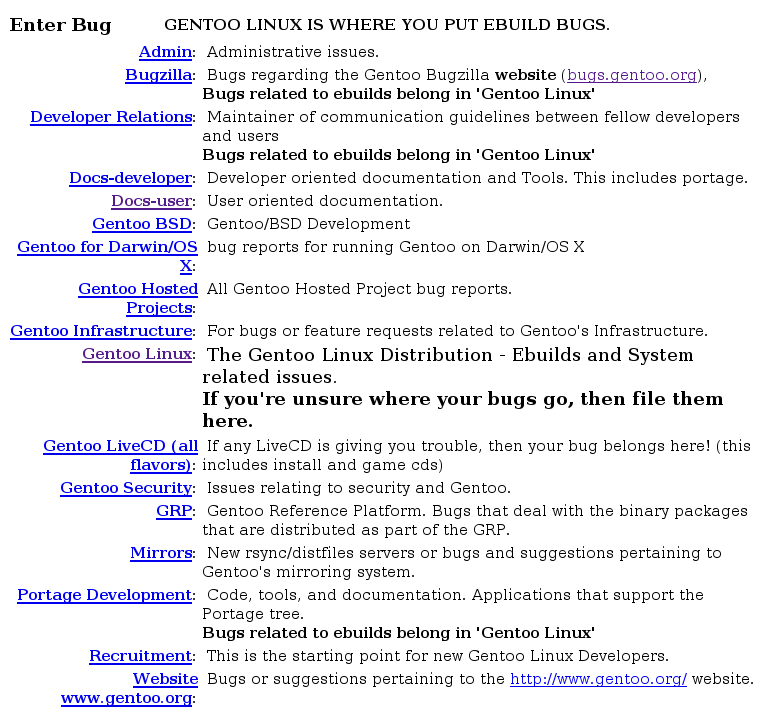 Enter Bug GENTOO LINUX IS WHERE YOU PUT EBUILD BUGS.
Admin: Administrative issues.
Bugzilla: Bugs regarding the Gentoo Bugzilla website (bugs.gentoo.org),
Bugs related to ebuilds belong in 'Gentoo Linux'
Developer Relations: Maintainer of communication guidelines between fellow developers
and users
Bugs related to ebuilds belong in 'Gentoo Linux'
Docs-developer: Developer oriented documentation and Tools. This includes portage.
Docs-user: User oriented documentation.
Gentoo BSD: Gentoo/BSD Development
Gentoo for Darwin/OS bug reports for running Gentoo on Darwin/OS X
X:
Gentoo Hosted All Gentoo Hosted Project bug reports.
Projects:
Gentoo Infrastructure: For bugs or feature requests related to Gentoo's Infrastructure.
Gentoo Linux: The Gentoo Linux Distribution - Ebuilds and System
related issues.
If you're unsure where your bugs go, then file them
here.
Gentoo LiveCD (all If any LiveCD is giving you trouble, then your bug belongs here! (this
flavors): includes install and game cds)
Gentoo Security: Issues relating to security and Gentoo.
GRP: Gentoo Reference Platform. Bugs that deal with the binary packages
that are distributed as part of the GRP.
Mirrors: New rsync/distfiles servers or bugs and suggestions pertaining to
Gentoo's mirroring system.
Portage Development: Code, tools, and documentation. Applications that support the
Portage tree.
Bugs related to ebuilds belong in 'Gentoo Linux'
Recruitment: This is the starting point for new Gentoo Linux Developers.
Website Bugs or suggestions pertaining to the http://www.gentoo.org/ website.
www.gentoo.org: